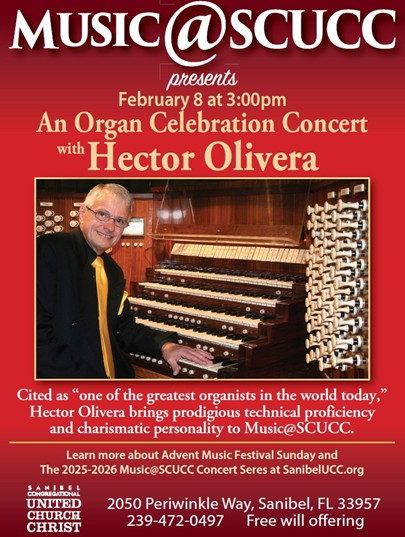 MUSIC@SCUCC
presents
February 8 at 3:00pm
An Organ Celebration Concert
with Hector Olivera
Cited as “one of the greatest organists in the world today,”
Hector Olivera brings prodigious technical proficiency
and charismatic personality to Music@SCUCC.
Learn more about Advent Music Festival Sunday and
The 2025-2026 Music@SCUCC Concert Seres at SanibelUCC.org
SANIBEL
CONGREGATIONAL
UNITED
CHURCH
CHRIST
2050 Periwinkle Way, Sanibel, FL 33957
239-472-0497 Free will offering